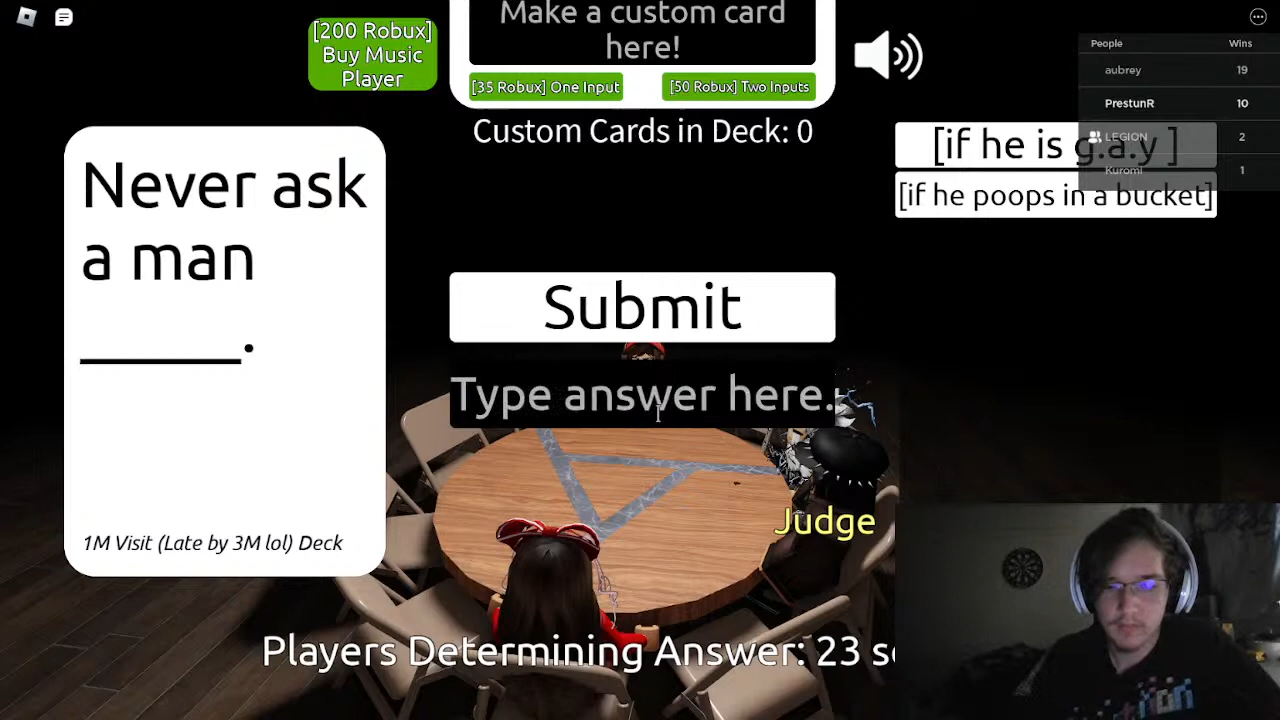 [200 Robux]
Buy Music
Player
Make a custom card
here!
[35 Robux] One Input
[50 Robux] Two Inputs
Custom Cards in Deck: 0
People Wins
aubrey 19
PrestunR 10
LEGION 2
Kuromi 1
[if he is g.a.y ]
[if he poops in a bucket]
Never ask
a man
______.
1M Visit (Late by 3M lol) Deck
Submit
Type answer here.
Judge
Players Determining Answer: 23 se